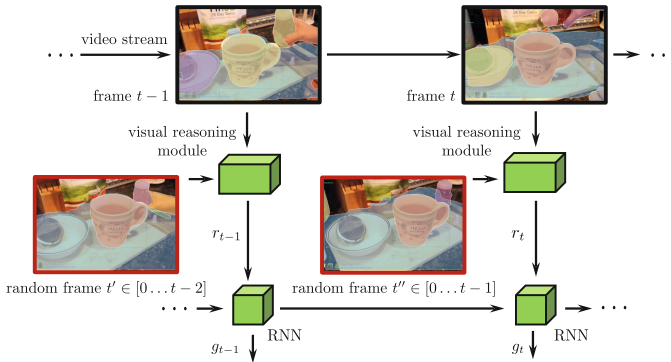 video stream
frame t − 1
frame t
visual reasoning
module
visual reasoning
module
r_{t−1}
r_t
random frame t′ ∈ [0 … t − 2]
random frame t″ ∈ [0 … t − 1]
RNN
RNN
g_{t−1}
g_t